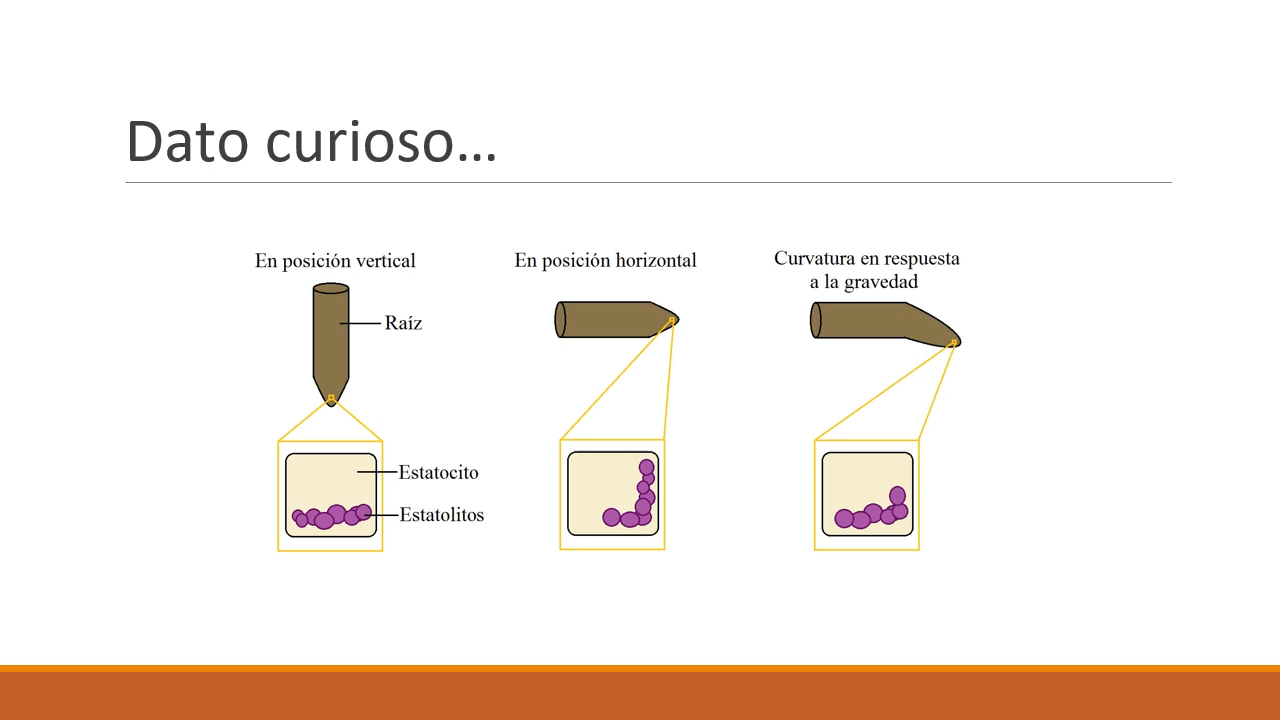 Dato curioso...
En posición vertical
Raíz
Estatocito
Estatolitos
En posición horizontal
Curvatura en respuesta
a la gravedad